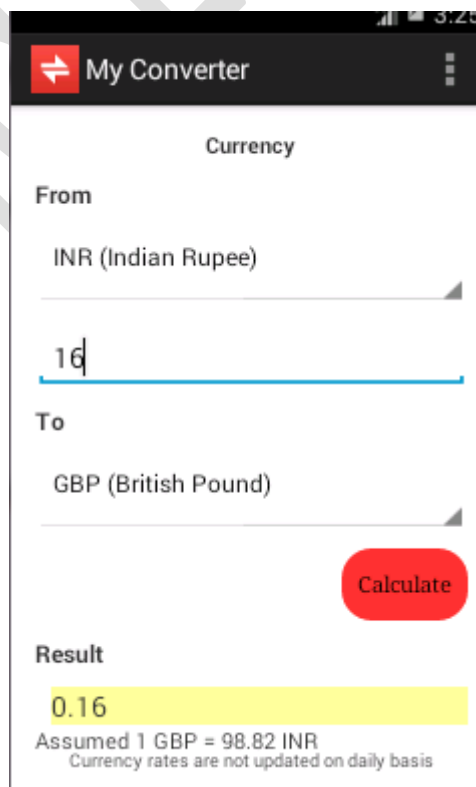 3:25
My Converter
Currency
From
INR (Indian Rupee)
16
To
GBP (British Pound)
Calculate
Result
0.16
Assumed 1 GBP = 98.82 INR
Currency rates are not updated on daily basis